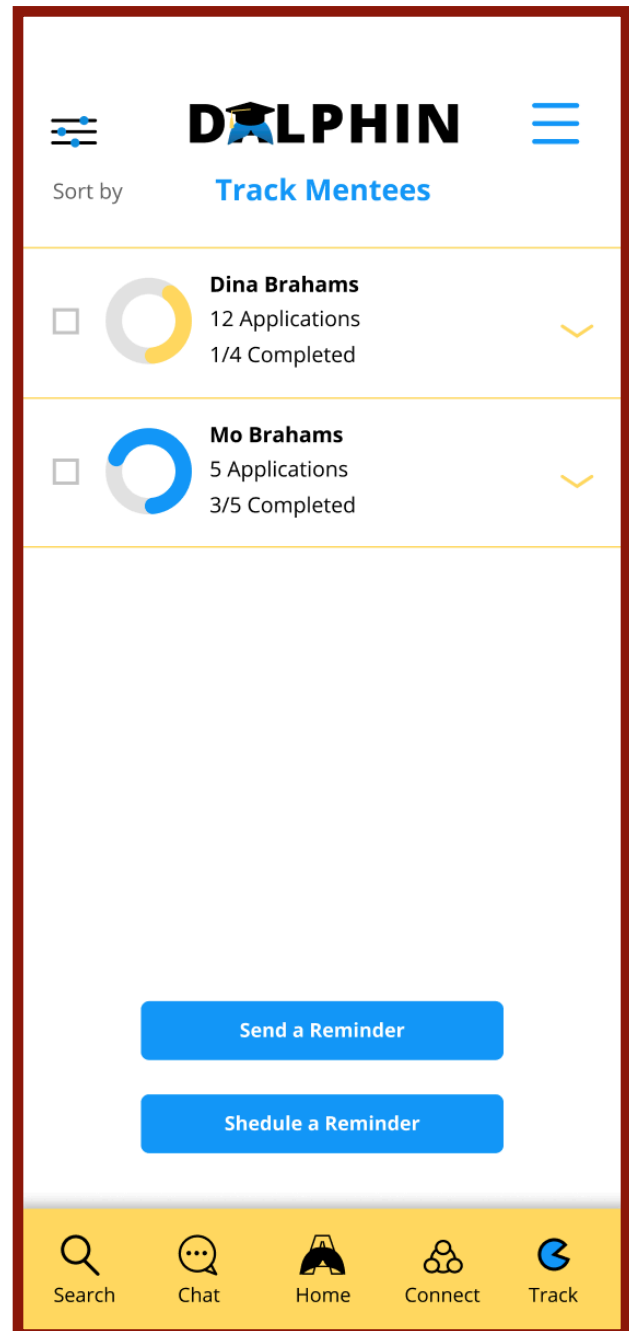 DALPHIN
Sort by
Track Mentees
Dina Brahams
12 Applications
1/4 Completed
Mo Brahams
5 Applications
3/5 Completed
Send a Reminder
Shedule a Reminder
Search
Chat
Home
Connect
Track